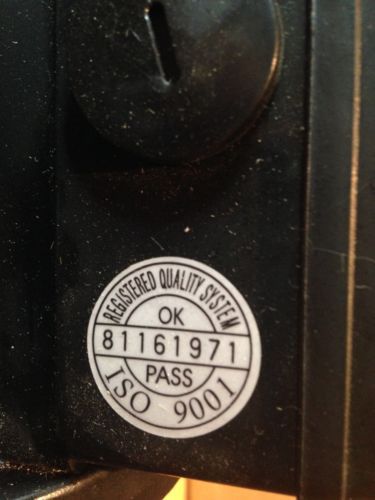 REGISTERED QUALITY SYSTEM
OK
81161971
PASS
ISO 9001